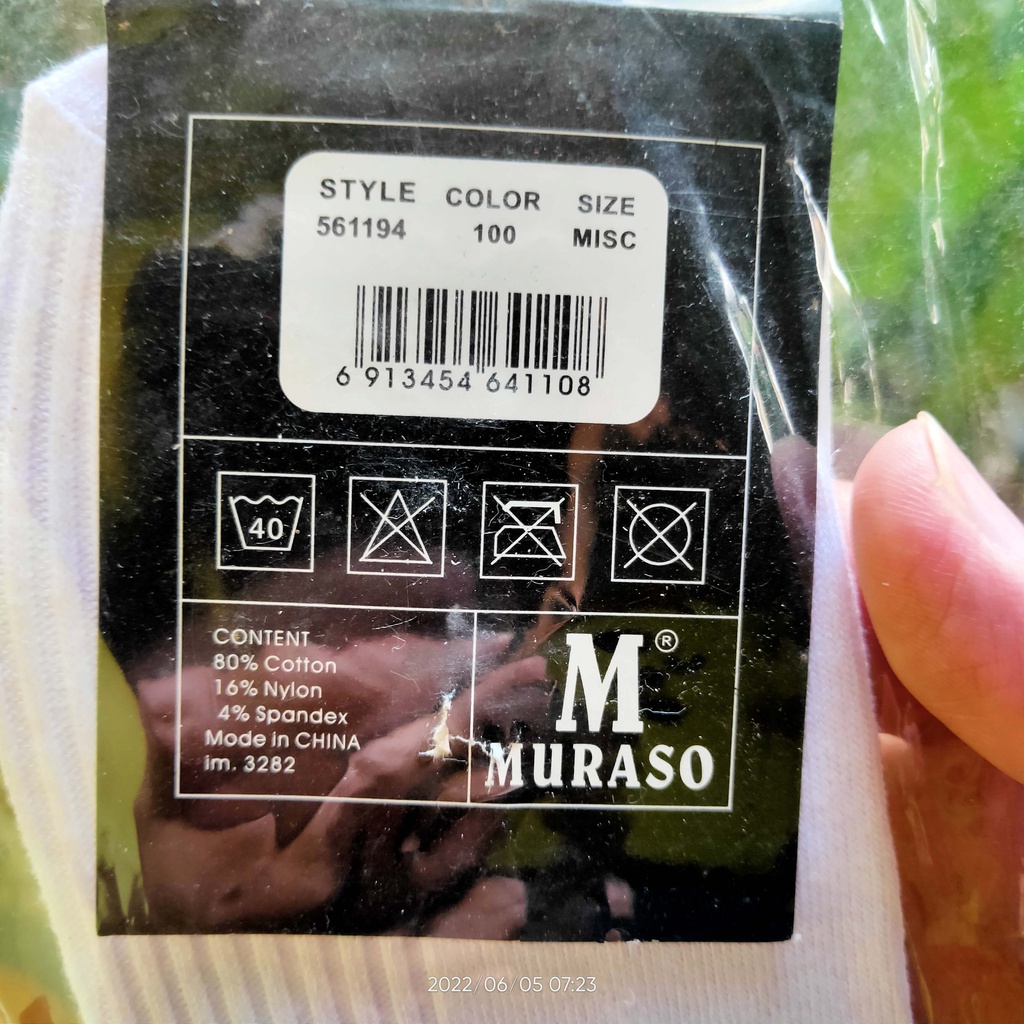 STYLE COLOR SIZE
561194 100 MISC
6 913454 641108
40
CONTENT
80% Cotton
16% Nylon
4% Spandex
Mode in CHINA
im. 3282
M®
MURASO
2022/06/05 07:23